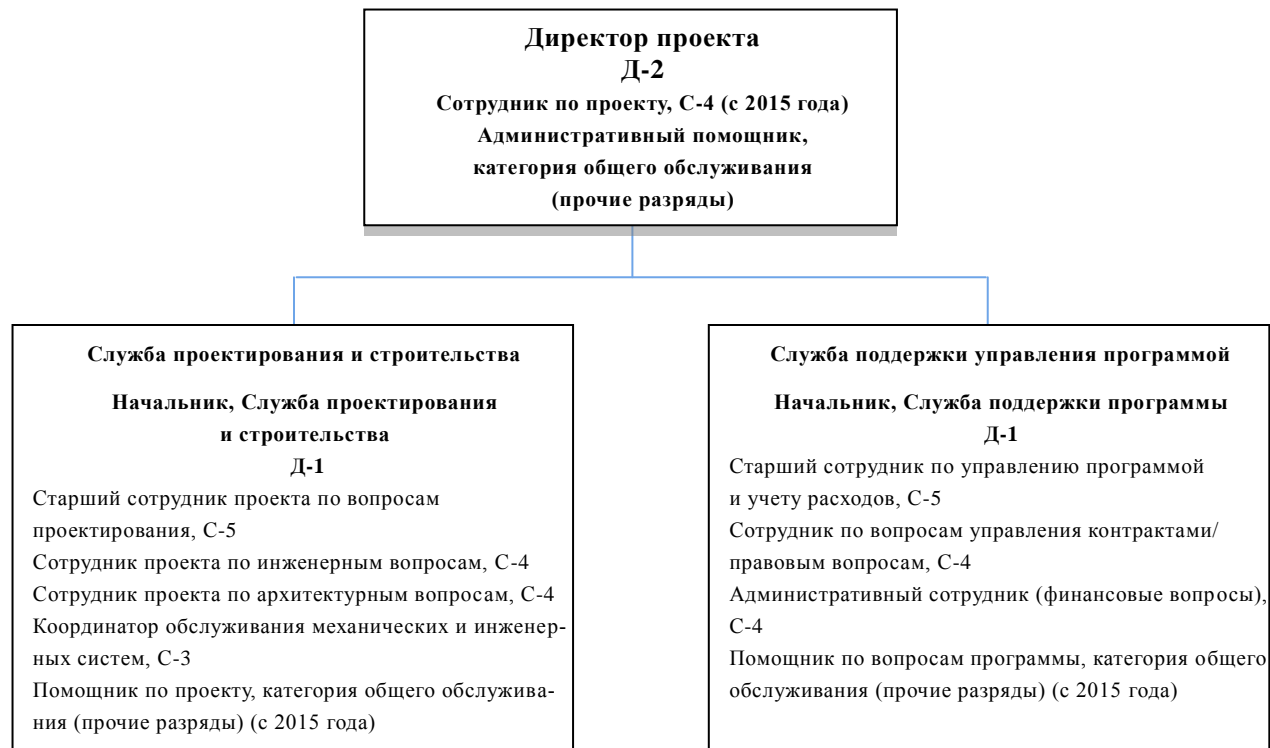 Директор проекта
Д-2
Сотрудник по проекту, С-4 (с 2015 года)
Административный помощник,
категория общего обслуживания
(прочие разряды)
Служба проектирования и строительства
Начальник, Служба проектирования
и строительства
Д-1
Старший сотрудник проекта по вопросам
проектирования, С-5
Сотрудник проекта по инженерным вопросам, С-4
Сотрудник проекта по архитектурным вопросам, С-4
Координатор обслуживания механических и инженер-
ных систем, С-3
Помощник по проекту, категория общего обслужива-
ния (прочие разряды) (с 2015 года)
Служба поддержки управления программой
Начальник, Служба поддержки программы
Д-1
Старший сотрудник по управлению программой
и учету расходов, С-5
Сотрудник по вопросам управления контрактами/
правовым вопросам, С-4
Административный сотрудник (финансовые вопросы),
С-4
Помощник по вопросам программы, категория общего
обслуживания (прочие разряды) (с 2015 года)